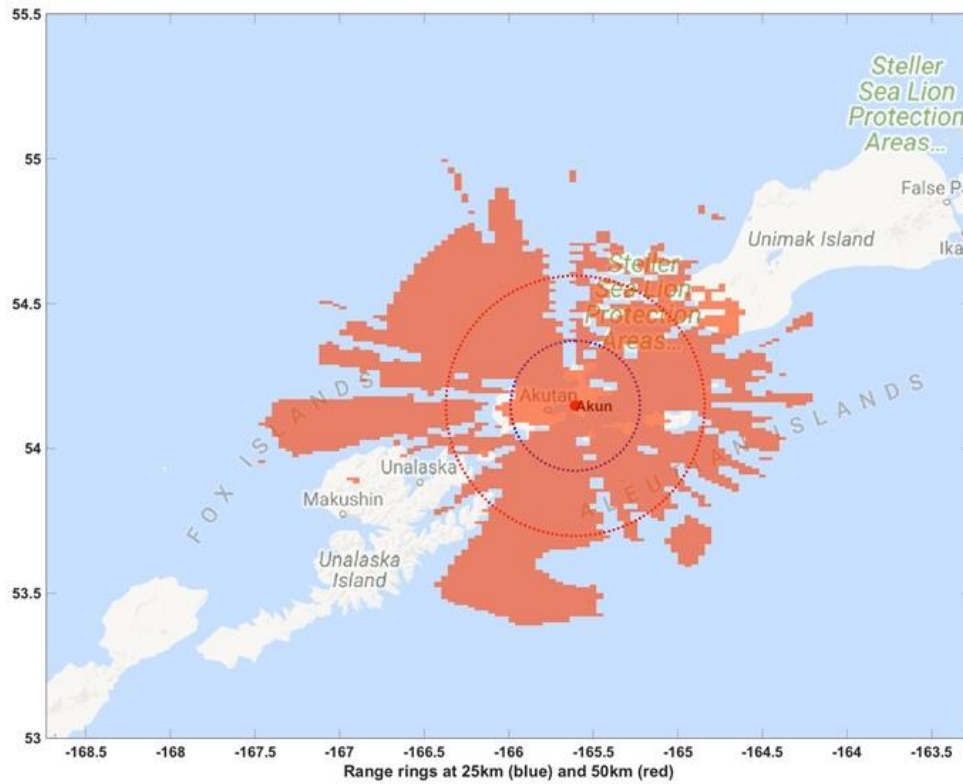 55.5
Steller
Sea Lion
Protection
Areas...
55
False Pa
Unimak Island
Ika
54.5
Steller
Sea Lion
Protection
Areas...
Akutan
Akun
FOX ISLANDS
ALEUTIAN ISLANDS
54
Unalaska
Makushin
Unalaska
Island
53.5
53
-168.5 -168 -167.5 -167 -166.5 -166 -165.5 -165 -164.5 -164 -163.5
Range rings at 25km (blue) and 50km (red)